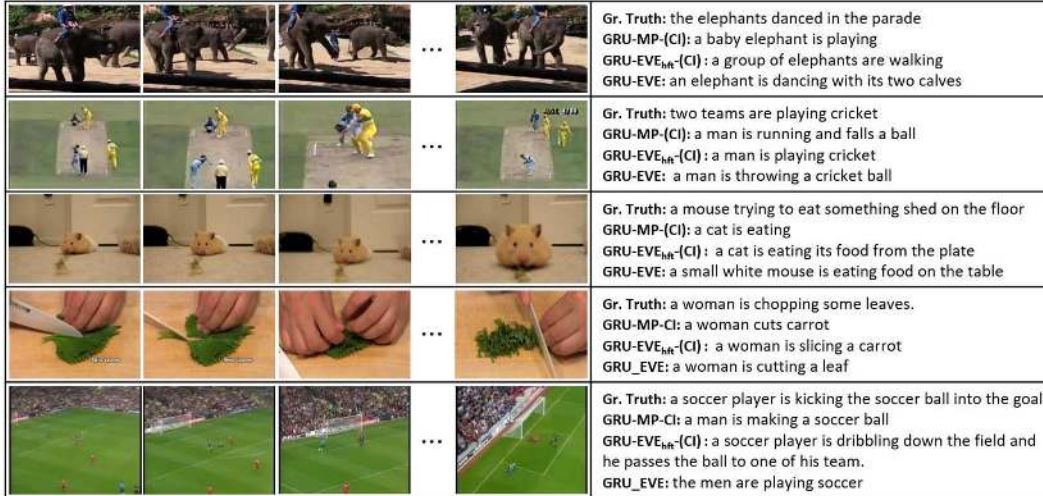 Gr. Truth: the elephants danced in the parade
GRU-MP-(CI): a baby elephant is playing
GRU-EVEhft-(CI) : a group of elephants are walking
GRU-EVE: an elephant is dancing with its two calves
Gr. Truth: two teams are playing cricket
GRU-MP-(CI): a man is running and falls a ball
GRU-EVEhft-(CI) : a man is playing cricket
GRU-EVE: a man is throwing a cricket ball
Gr. Truth: a mouse trying to eat something shed on the floor
GRU-MP-(CI): a cat is eating
GRU-EVEhft-(CI) : a cat is eating its food from the plate
GRU-EVE: a small white mouse is eating food on the table
Gr. Truth: a woman is chopping some leaves.
GRU-MP-CI: a woman cuts carrot
GRU-EVEhft-(CI) : a woman is slicing a carrot
GRU_EVE: a woman is cutting a leaf
Gr. Truth: a soccer player is kicking the soccer ball into the goal
GRU-MP-CI: a man is making a soccer ball
GRU-EVEhft-(CI) : a soccer player is dribbling down the field and
he passes the ball to one of his team.
GRU_EVE: the men are playing soccer